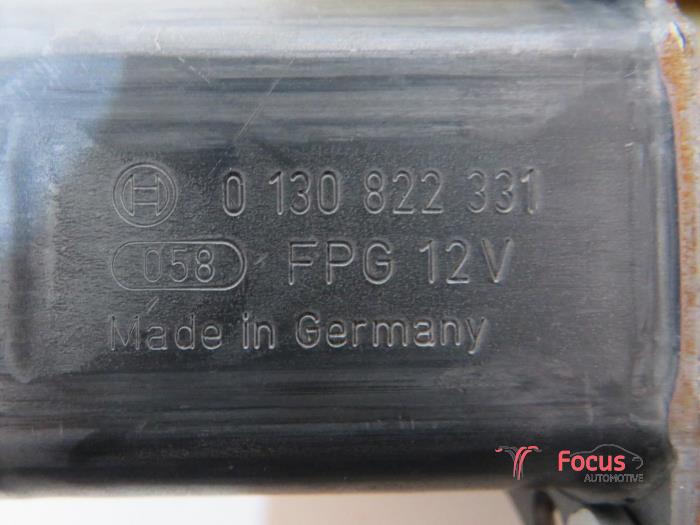 0 130 822 331
058 FPG 12V
Made in Germany
Focus
AUTOMOTIVE